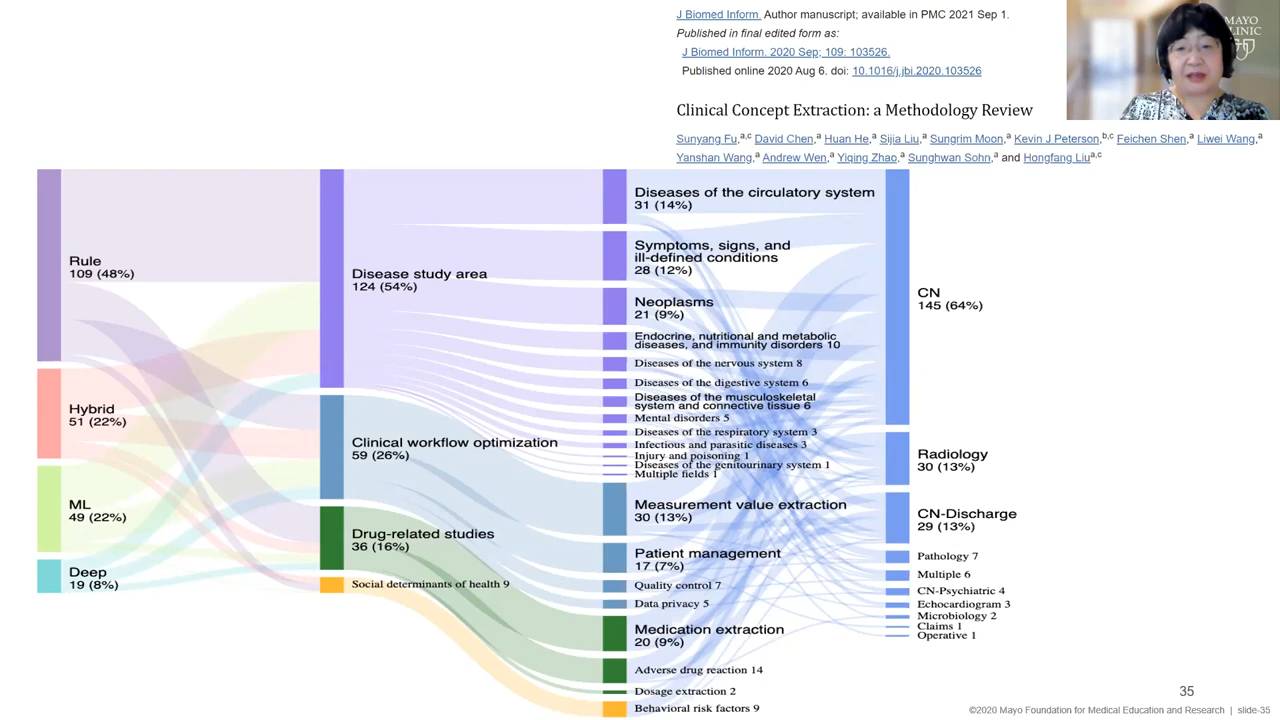 J Biomed Inform. Author manuscript; available in PMC 2021 Sep 1.
Published in final edited form as:
J Biomed Inform. 2020 Sep; 109: 103526.
Published online 2020 Aug 6. doi: 10.1016/j.jbi.2020.103526
MAYO
CLINIC
Clinical Concept Extraction: a Methodology Review
Sunyang Fu,a,c David Chen,a Huan He,a Sijia Liu,a Sungrim Moon,a Kevin J Peterson,b,c Feichen Shen,a Liwei Wang,a
Yanshan Wang,a Andrew Wen,a Yiqing Zhao,a Sunghwan Sohn,a and Hongfang Liua,c
Rule
109 (48%)
Hybrid
51 (22%)
ML
49 (22%)
Deep
19 (8%)
Disease study area
124 (54%)
Clinical workflow optimization
59 (26%)
Drug-related studies
36 (16%)
Social determinants of health 9
Diseases of the circulatory system
31 (14%)
Symptoms, signs, and
ill-defined conditions
28 (12%)
Neoplasms
21 (9%)
Endocrine, nutritional and metabolic
diseases, and immunity disorders 10
Diseases of the nervous system 8
Diseases of the digestive system 6
Diseases of the musculoskeletal
system and connective tissue 6
Mental disorders 5
Diseases of the respiratory system 3
Infectious and parasitic diseases 3
Injury and poisoning 1
Diseases of the genitourinary system 1
Multiple fields 1
Measurement value extraction
30 (13%)
Patient management
17 (7%)
Quality control 7
Data privacy 5
Medication extraction
20 (9%)
Adverse drug reaction 14
Dosage extraction 2
Behavioral risk factors 9
CN
145 (64%)
Radiology
30 (13%)
CN-Discharge
29 (13%)
Pathology 7
Multiple 6
CN-Psychiatric 4
Echocardiogram 3
Microbiology 2
Claims 1
Operative 1
35
©2020 Mayo Foundation for Medical Education and Research | slide-35